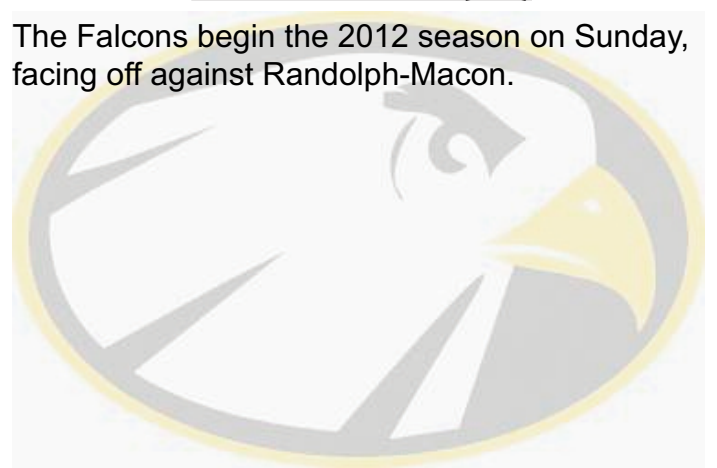 The Falcons begin the 2012 season on Sunday,
facing off against Randolph-Macon.